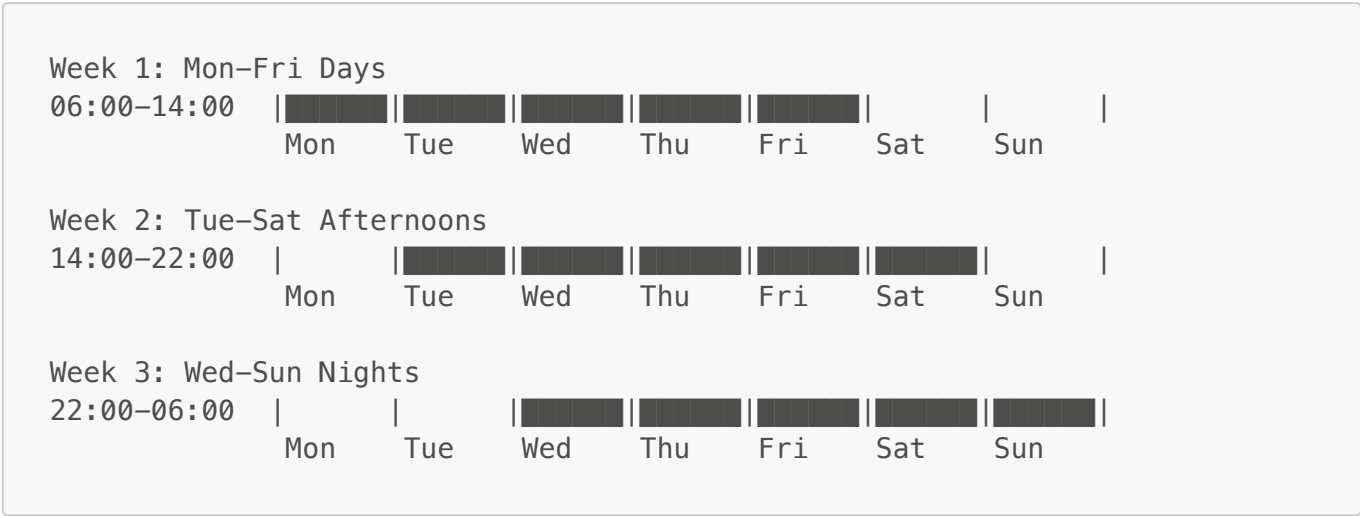 Week 1: Mon–Fri Days
06:00–14:00  |██████|██████|██████|██████|██████|      |      |
Mon    Tue    Wed    Thu    Fri    Sat    Sun
Week 2: Tue–Sat Afternoons
14:00–22:00  |      |██████|██████|██████|██████|██████|      |
Mon    Tue    Wed    Thu    Fri    Sat    Sun
Week 3: Wed–Sun Nights
22:00–06:00  |      |      |██████|██████|██████|██████|██████|
Mon    Tue    Wed    Thu    Fri    Sat    Sun